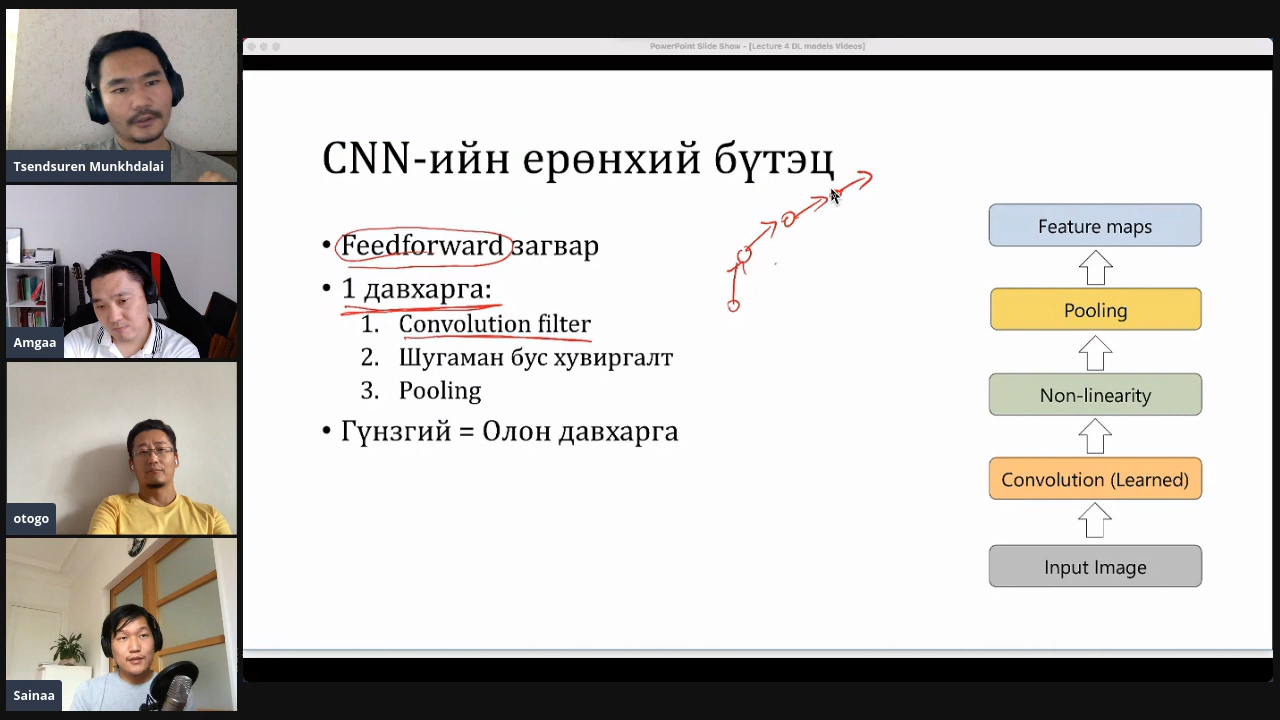 PowerPoint Slide Show - [Lecture 4 DL models Videos]
Tsendsuren Munkhdalai
Amgaa
otogo
Sainaa
CNN-ийн ерөнхий бүтэц
• Feedforward загвар
• 1 давхарга:
1. Convolution filter
2. Шугаман бус хувиргалт
3. Pooling
• Гүнзгий = Олон давхарга
Feature maps
Pooling
Non-linearity
Convolution (Learned)
Input Image